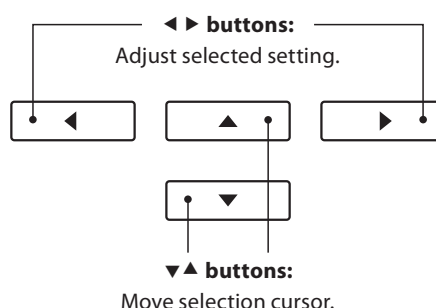 ◀ ▶ buttons:
Adjust selected setting.
▼▲ buttons:
Move selection cursor.